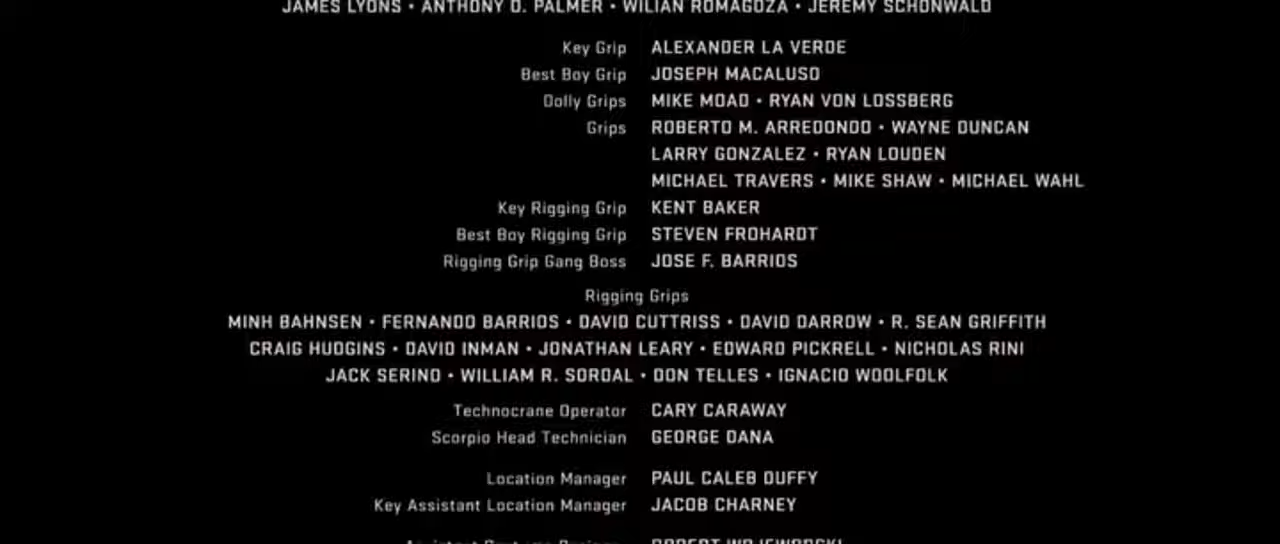 JAMES LYONS • ANTHONY D. PALMER • WILIAN ROMAGOZA • JEREMY SCHONWALD
Key Grip ALEXANDER LA VERDE
Best Boy Grip JOSEPH MACALUSO
Dolly Grips MIKE MOAD • RYAN VON LOSSBERG
Grips ROBERTO M. ARREDONDO • WAYNE DUNCAN
LARRY GONZALEZ • RYAN LOUDEN
MICHAEL TRAVERS • MIKE SHAW • MICHAEL WAHL
Key Rigging Grip KENT BAKER
Best Boy Rigging Grip STEVEN FROHARDT
Rigging Grip Gang Boss JOSE F. BARRIOS
Rigging Grips
MINH BAHNSEN • FERNANDO BARRIOS • DAVID CUTTRISS • DAVID DARROW • R. SEAN GRIFFITH
CRAIG HUDGINS • DAVID INMAN • JONATHAN LEARY • EDWARD PICKRELL • NICHOLAS RINI
JACK SERINO • WILLIAM R. SORDAL • DON TELLES • IGNACIO WOOLFOLK
Technocrane Operator CARY CARAWAY
Scorpio Head Technician GEORGE DANA
Location Manager PAUL CALEB DUFFY
Key Assistant Location Manager JACOB CHARNEY
Assistant Costume Designer ROBERT WOJEWODSKI